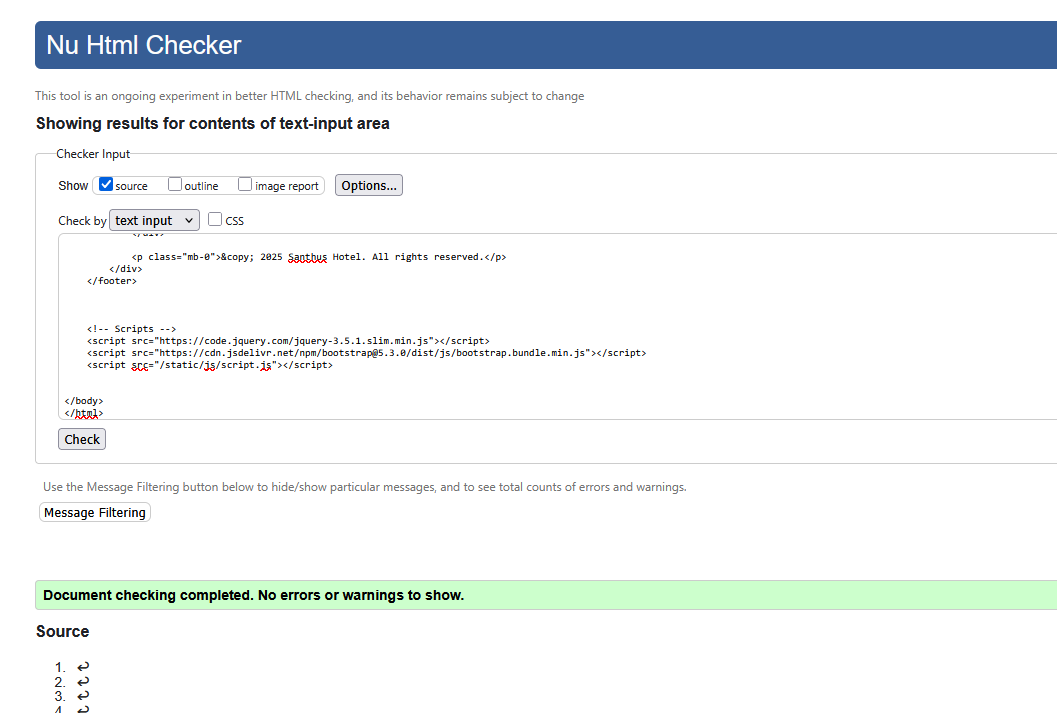 Nu Html Checker
This tool is an ongoing experiment in better HTML checking, and its behavior remains subject to change
Showing results for contents of text-input area
Checker Input
Show source outline image report Options...
Check by text input CSS
</div>
<p class="mb-0">&copy; 2025 Santhus Hotel. All rights reserved.</p>
</div>
</footer>
<!-- Scripts -->
<script src="https://code.jquery.com/jquery-3.5.1.slim.min.js"></script>
<script src="https://cdn.jsdelivr.net/npm/bootstrap@5.3.0/dist/js/bootstrap.bundle.min.js"></script>
<script src="/static/js/script.js"></script>
</body>
</html>
Check
Use the Message Filtering button below to hide/show particular messages, and to see total counts of errors and warnings.
Message Filtering
Document checking completed. No errors or warnings to show.
Source
1. ↩
2. ↩
3. ↩
4. ↩